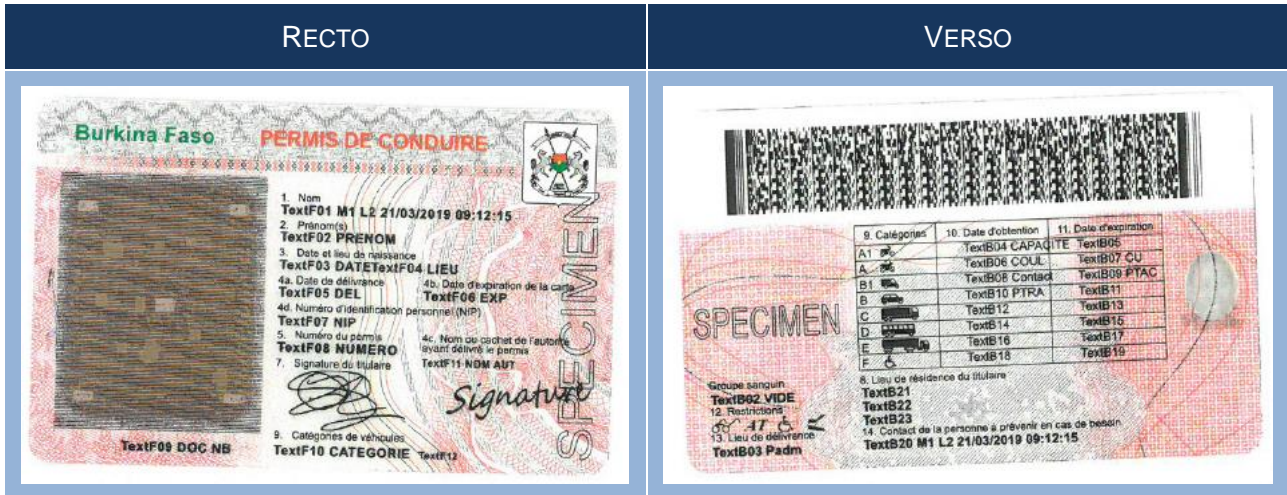 RECTO
VERSO
Burkina Faso PERMIS DE CONDUIRE
1. Nom
TextF01 M1 L2 21/03/2019 09:12:15
2. Prénom(s)
TextF02 PRENOM
3. Date et lieu de naissance
TextF03 DATETextF04 LIEU
4a. Date de délivrance 4b. Date d'expiration de la carte
TextF05 DEL TextF06 EXP
4d. Numéro d'identification personnel (NIP)
TextF07 NIP
5. Numéro du permis 4c. Nom ou cachet de l'autorité
TextF08 NUMERO ayant délivré le permis
7. Signature du titulaire TextF11 NOM AUT
Signature
9. Catégories de véhicules
TextF10 CATEGORIE TextF12
TextF09 DOC NB
SPECIMEN
9. Catégories 10. Date d'obtention 11. Date d'expiration
A1 TextB04 CAPACITE TextB05
A TextB06 COUL TextB07 CU
B1 TextB08 Contact TextB09 PTAC
B TextB10 PTRA TextB11
C TextB12 TextB13
D TextB14 TextB15
E TextB16 TextB17
F TextB18 TextB19
SPECIMEN
Groupe sanguin
TextB02 VIDE
12. Restrictions
AT
13. Lieu de délivrance
TextB03 Padm
8. Lieu de résidence du titulaire
TextB21
TextB22
TextB23
14. Contact de la personne à prévenir en cas de besoin
TextB20 M1 L2 21/03/2019 09:12:15